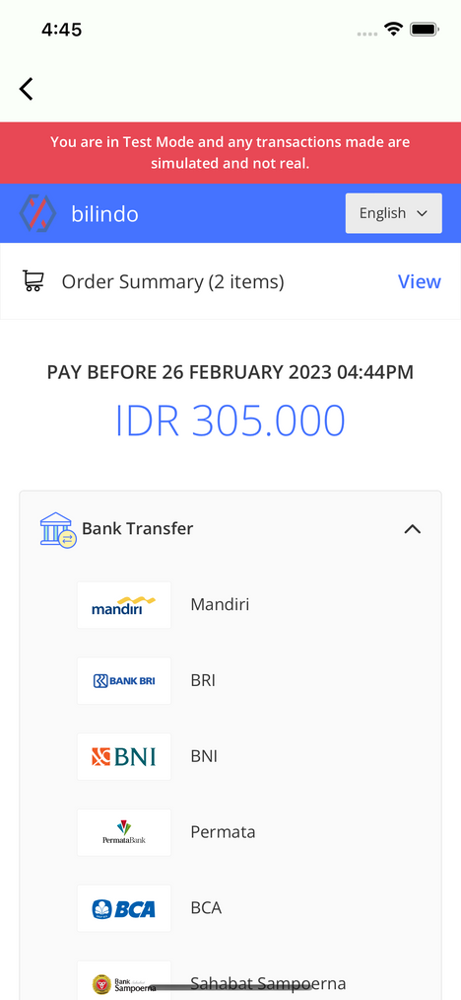 4:45
You are in Test Mode and any transactions made are
simulated and not real.
bilindo
English
Order Summary (2 items)
View
PAY BEFORE 26 FEBRUARY 2023 04:44PM
IDR 305.000
Bank Transfer
mandırı
Mandiri
BANK BRI
BRI
BNI
BNI
Permata
PermataBank
BCA
BCA
Bank
Sampoerna
Sahabat Sampoerna